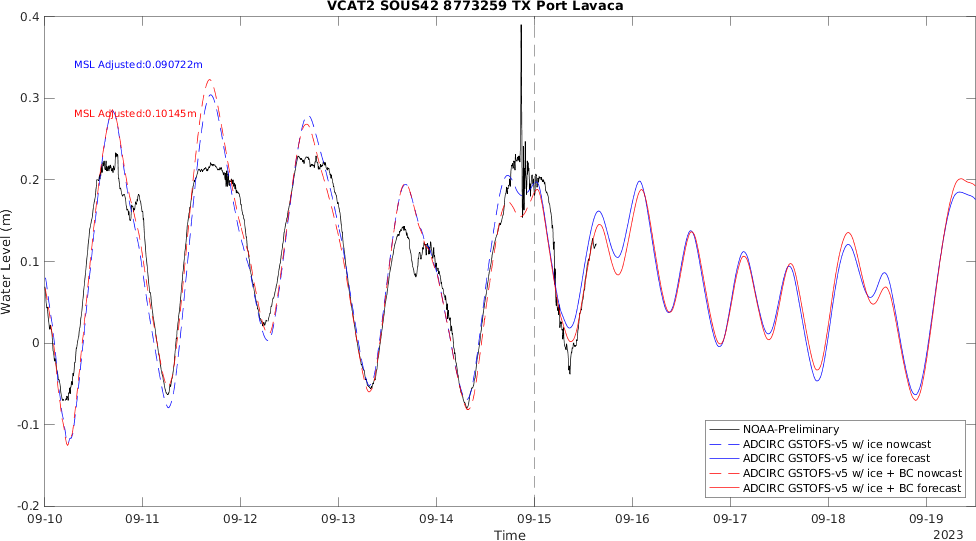 VCAT2 SOUS42 8773259 TX Port Lavaca
0.4
MSL Adjusted:0.090722m
0.3
MSL Adjusted:0.10145m
0.2
Water Level (m)
0.1
0
-0.1
NOAA-Preliminary
ADCIRC GSTOFS-v5 w/ ice nowcast
ADCIRC GSTOFS-v5 w/ ice forecast
ADCIRC GSTOFS-v5 w/ ice + BC nowcast
ADCIRC GSTOFS-v5 w/ ice + BC forecast
-0.2
09-10 09-11 09-12 09-13 09-14 09-15 09-16 09-17 09-18 09-19
Time
2023